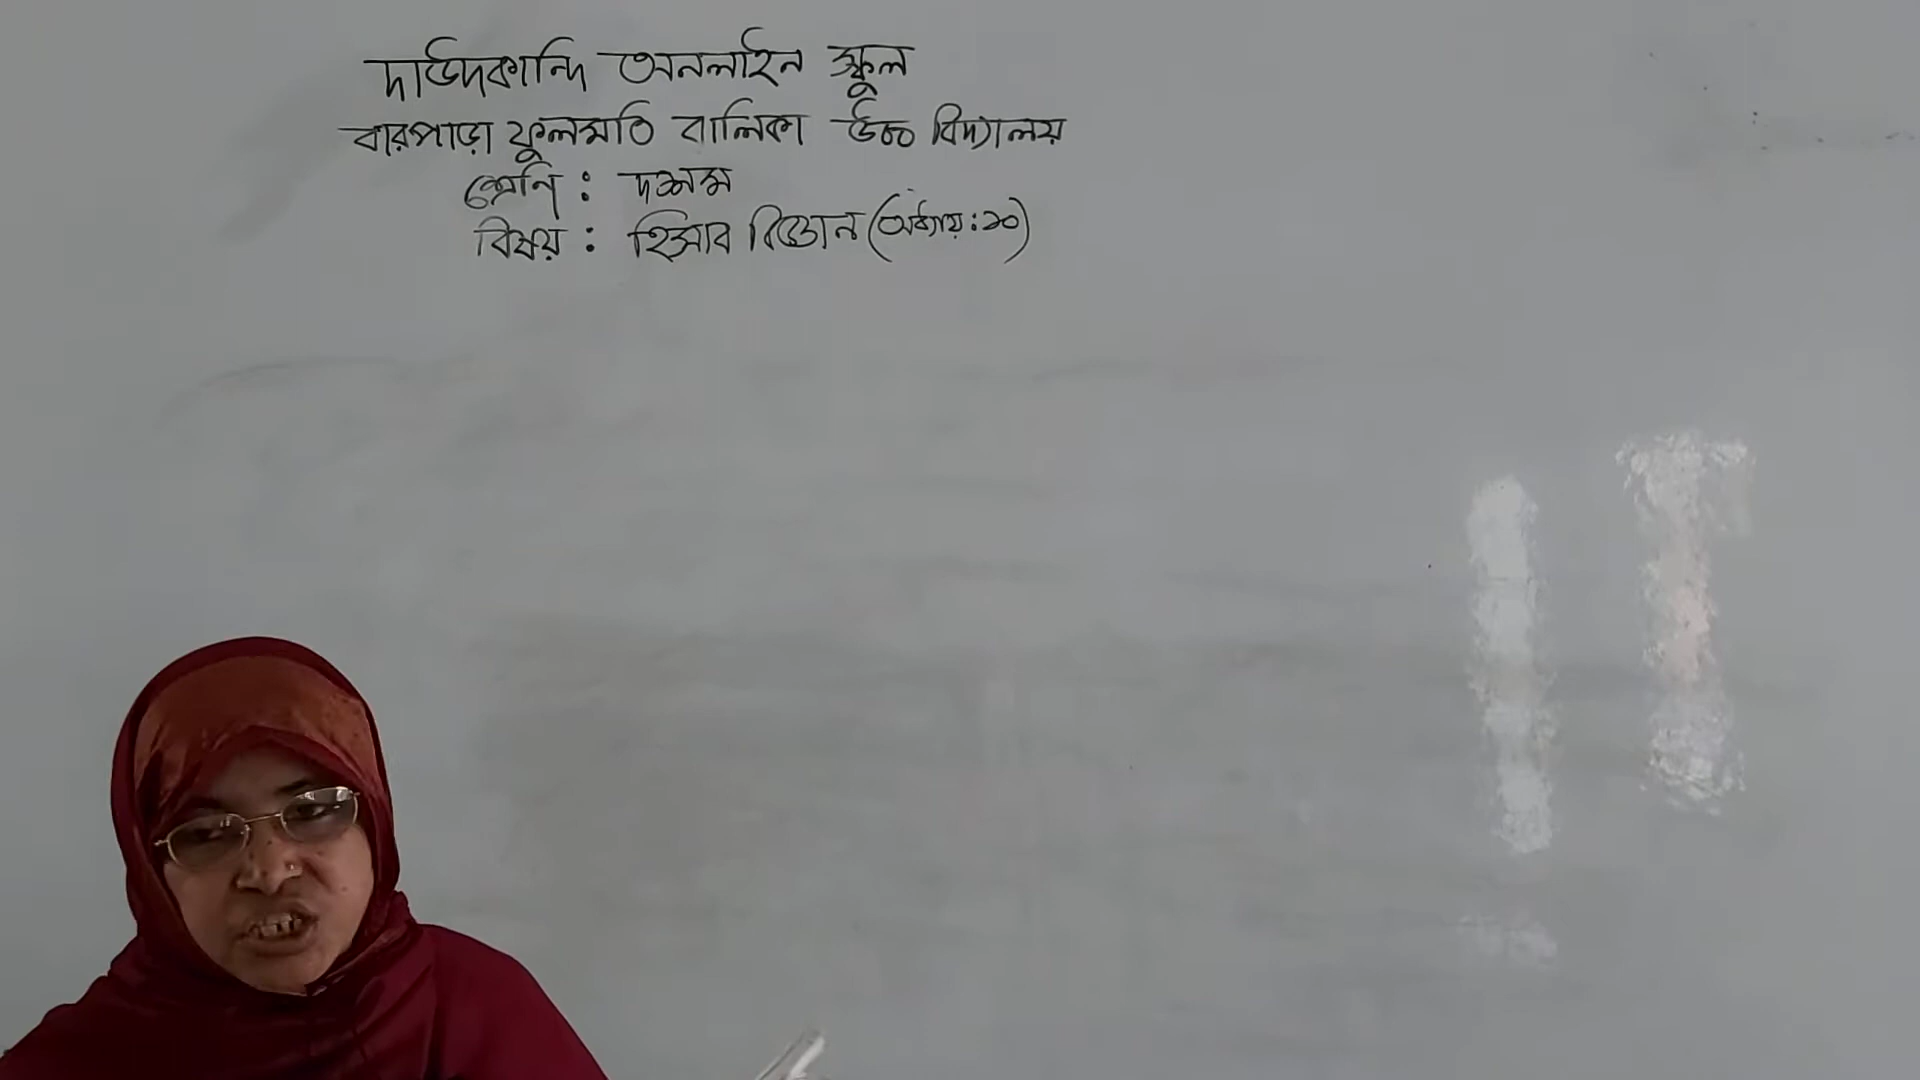 দাউদকান্দি অনলাইন স্কুল
বারপাড়া ফুলমতি বালিকা উচ্চ বিদ্যালয়
শ্রেনি : দশম
বিষয় : হিসাব বিজ্ঞান (অধ্যায় : ১০)